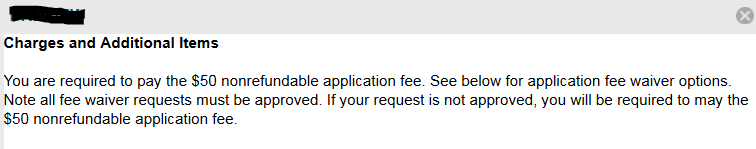 Charges and Additional Items
You are required to pay the $50 nonrefundable application fee. See below for application fee waiver options.
Note all fee waiver requests must be approved. If your request is not approved, you will be required to may the
$50 nonrefundable application fee.